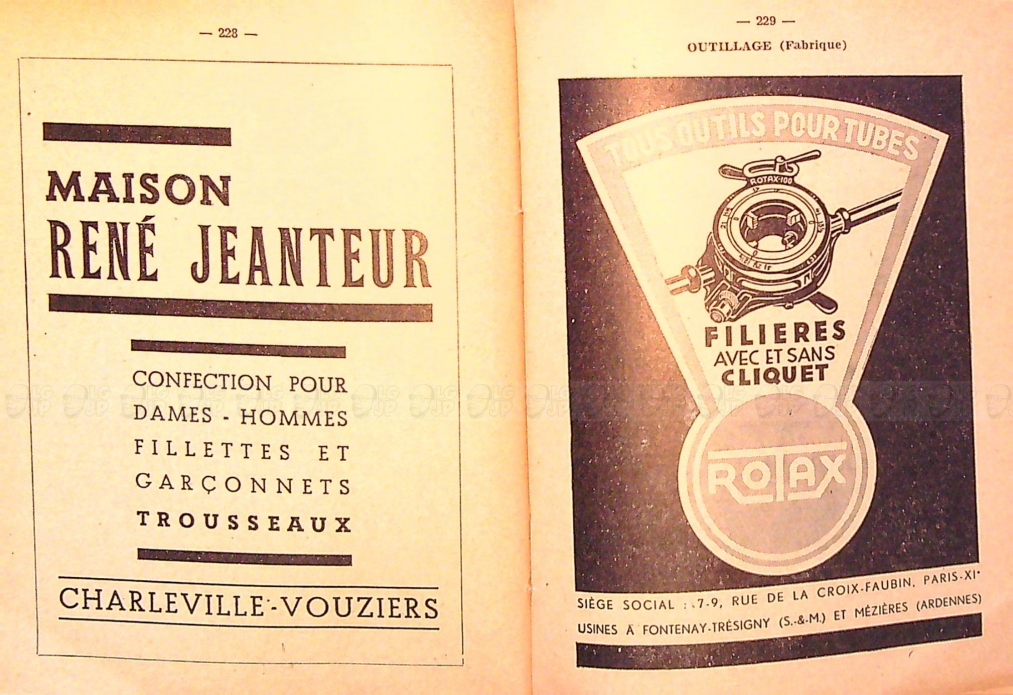 — 228 —
MAISON
RENÉ JEANTEUR
CONFECTION POUR
DAMES - HOMMES
FILLETTES ET
GARÇONNETS
TROUSSEAUX
CHARLEVILLE-VOUZIERS
— 229 —
OUTILLAGE (Fabrique)
TOUS OUTILS POUR TUBES
ROTAX-100
FILIERES
AVEC ET SANS
CLIQUET
ROTAX
SIÈGE SOCIAL : 7-9, RUE DE LA CROIX-FAUBIN, PARIS-XIᵉ
USINES A FONTENAY-TRÉSIGNY (S.-&-M.) ET MÉZIÈRES (ARDENNES)